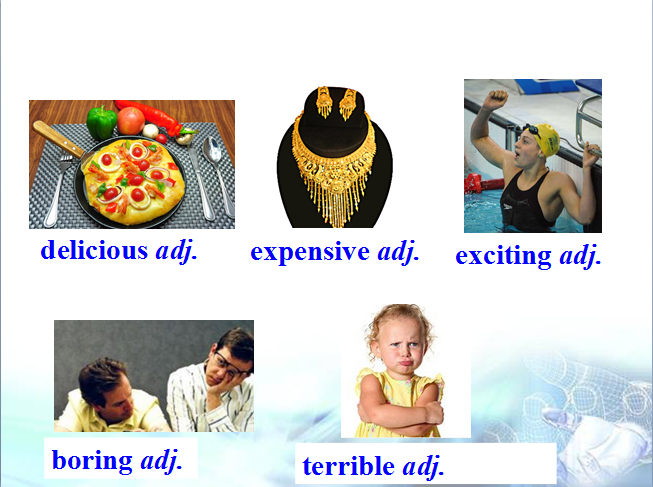 delicious adj.
expensive adj.
exciting adj.
boring adj.
terrible adj.